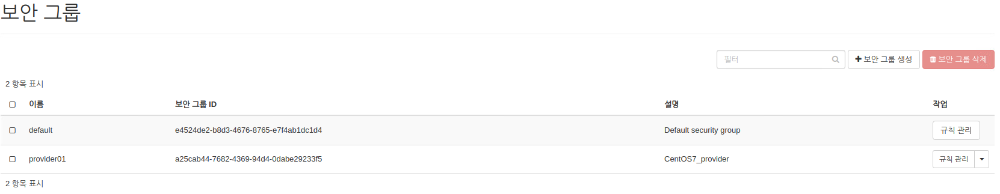 보안 그룹
필터 보안 그룹 생성 보안 그룹 삭제
2 항목 표시
이름 보안 그룹 ID 설명 작업
default e4524de2-b8d3-4676-8765-e7f4ab1dc1d4 Default security group 규칙 관리
provider01 a25cab44-7682-4369-94d4-0dabe29233f5 CentOS7_provider 규칙 관리
2 항목 표시